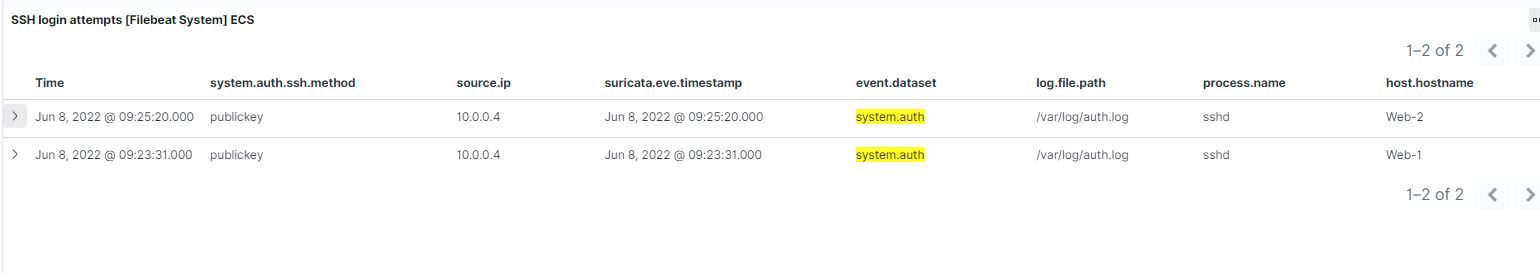 SSH login attempts [Filebeat System] ECS
1–2 of 2
Time system.auth.ssh.method source.ip suricata.eve.timestamp event.dataset log.file.path process.name host.hostname
Jun 8, 2022 @ 09:25:20.000 publickey 10.0.0.4 Jun 8, 2022 @ 09:25:20.000 system.auth /var/log/auth.log sshd Web-2
Jun 8, 2022 @ 09:23:31.000 publickey 10.0.0.4 Jun 8, 2022 @ 09:23:31.000 system.auth /var/log/auth.log sshd Web-1
1–2 of 2